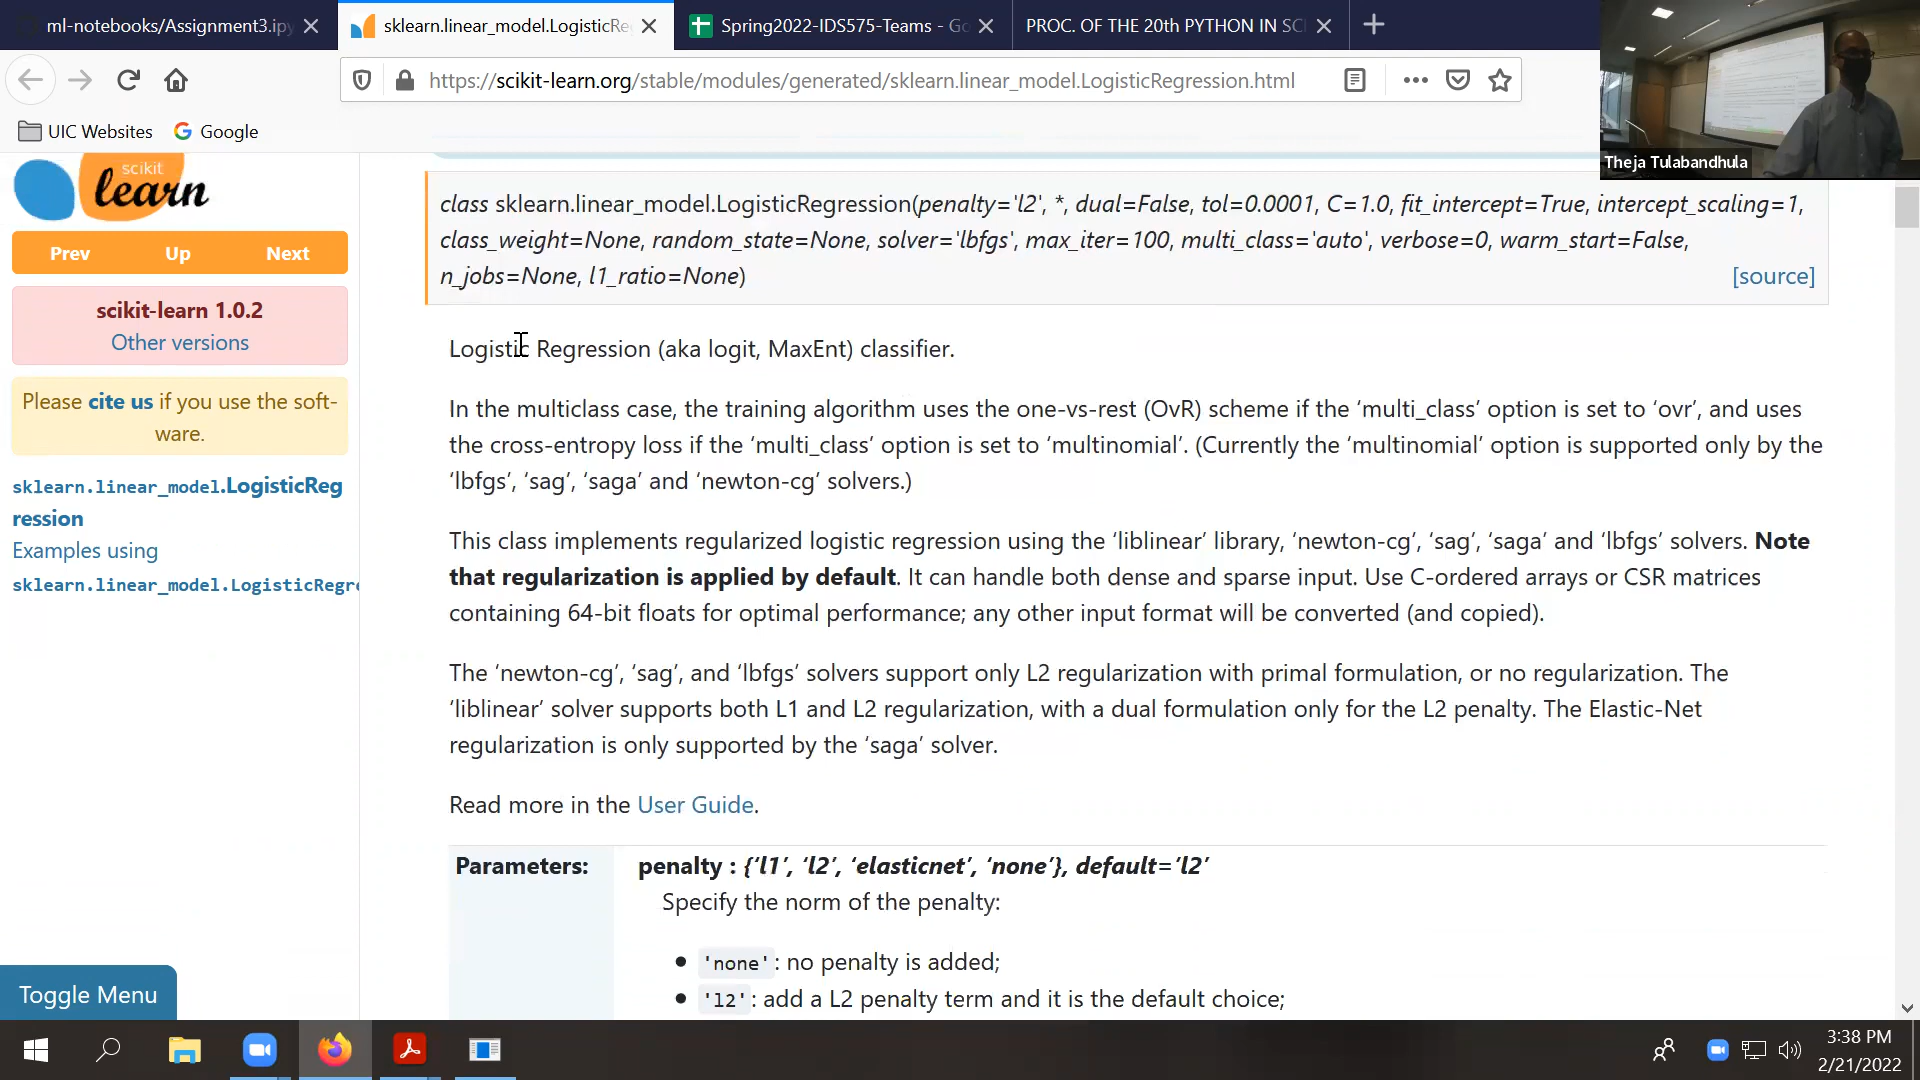 ml-notebooks/Assignment3.ipy
sklearn.linear_model.LogisticRe
Spring2022-IDS575-Teams - Go
PROC. OF THE 20th PYTHON IN SCI
https://scikit-learn.org/stable/modules/generated/sklearn.linear_model.LogisticRegression.html
UIC Websites
Google
Theja Tulabandhula
scikit
learn
Prev Up Next
scikit-learn 1.0.2
Other versions
Please cite us if you use the soft-
ware.
sklearn.linear_model.LogisticReg
ression
Examples using
sklearn.linear_model.LogisticRegre
Toggle Menu
class sklearn.linear_model.LogisticRegression(penalty='l2', *, dual=False, tol=0.0001, C=1.0, fit_intercept=True, intercept_scaling=1,
class_weight=None, random_state=None, solver='lbfgs', max_iter=100, multi_class='auto', verbose=0, warm_start=False,
n_jobs=None, l1_ratio=None)
[source]
Logistic Regression (aka logit, MaxEnt) classifier.
In the multiclass case, the training algorithm uses the one-vs-rest (OvR) scheme if the ‘multi_class’ option is set to ‘ovr’, and uses
the cross-entropy loss if the ‘multi_class’ option is set to ‘multinomial’. (Currently the ‘multinomial’ option is supported only by the
‘lbfgs’, ‘sag’, ‘saga’ and ‘newton-cg’ solvers.)
This class implements regularized logistic regression using the ‘liblinear’ library, ‘newton-cg’, ‘sag’, ‘saga’ and ‘lbfgs’ solvers. Note
that regularization is applied by default. It can handle both dense and sparse input. Use C-ordered arrays or CSR matrices
containing 64-bit floats for optimal performance; any other input format will be converted (and copied).
The ‘newton-cg’, ‘sag’, and ‘lbfgs’ solvers support only L2 regularization with primal formulation, or no regularization. The
‘liblinear’ solver supports both L1 and L2 regularization, with a dual formulation only for the L2 penalty. The Elastic-Net
regularization is only supported by the ‘saga’ solver.
Read more in the User Guide.
Parameters:
penalty : {‘l1’, ‘l2’, ‘elasticnet’, ‘none’}, default=’l2’
Specify the norm of the penalty:
'none': no penalty is added;
'l2': add a L2 penalty term and it is the default choice;
3:38 PM
2/21/2022